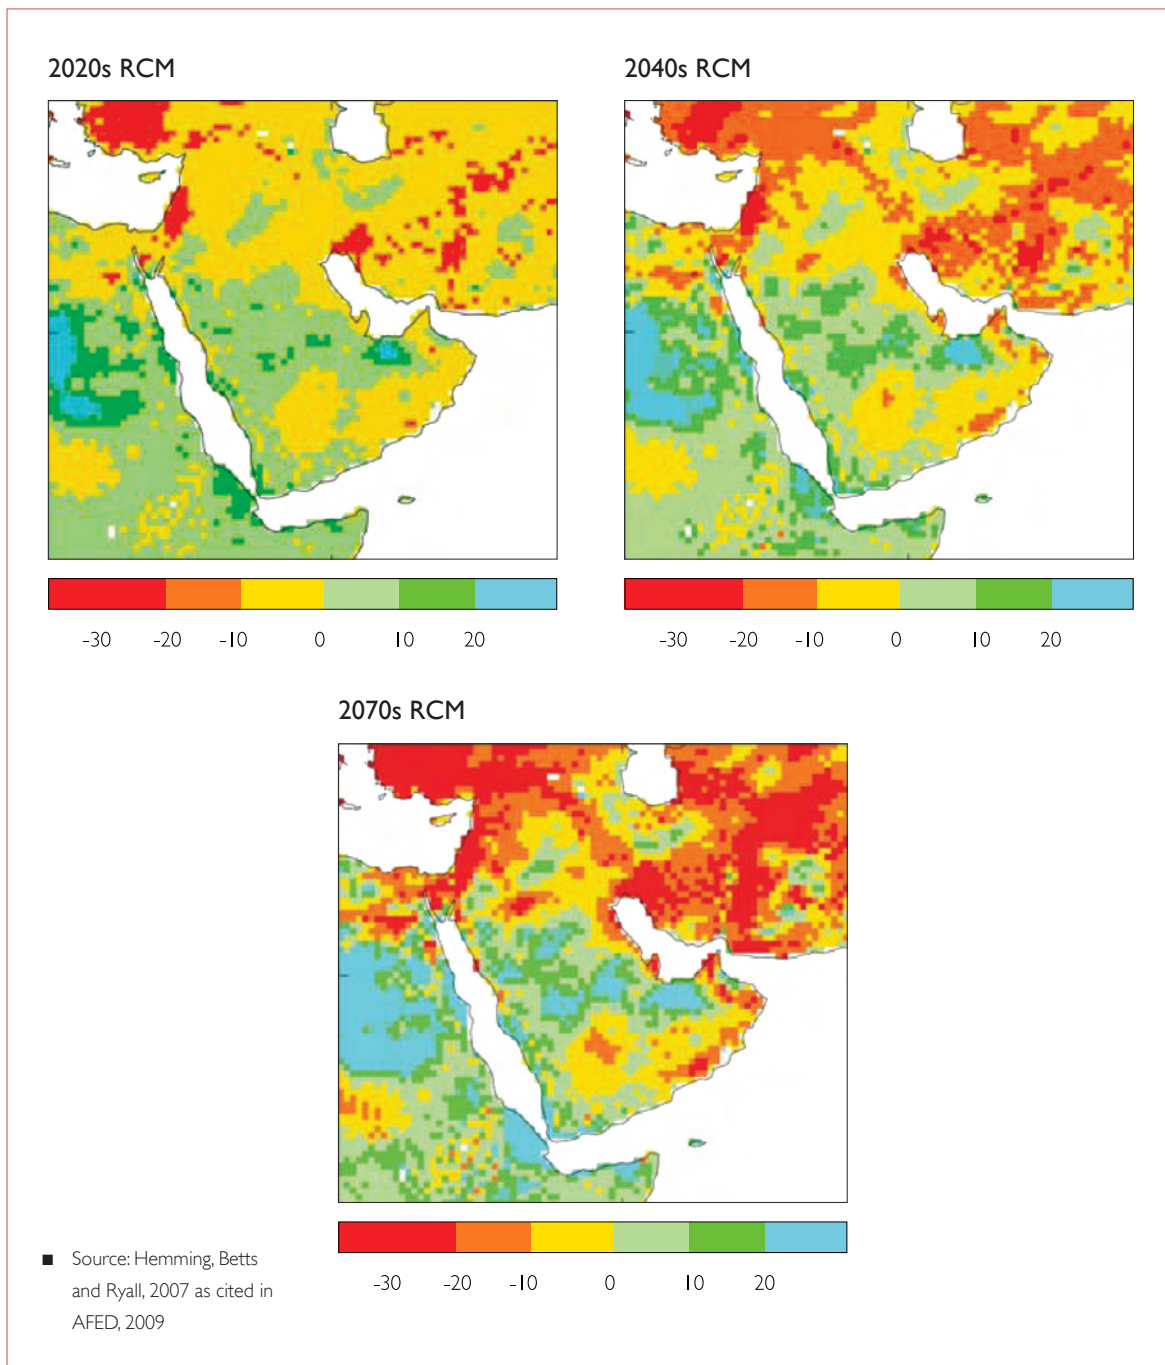 2020s RCM
2040s RCM
-30 -20 -10 0 10 20
-30 -20 -10 0 10 20
2070s RCM
-30 -20 -10 0 10 20
■ Source: Hemming, Betts
and Ryall, 2007 as cited in
AFED, 2009